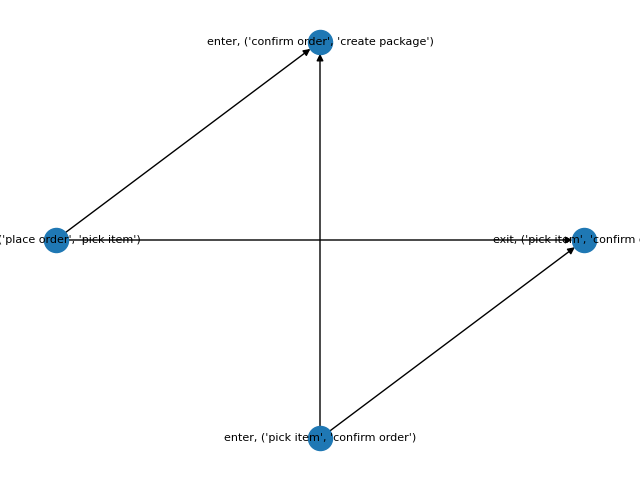 enter, ('confirm order', 'create package')
('place order', 'pick item')
exit, ('pick item', 'confirm
enter, ('pick item', 'confirm order')